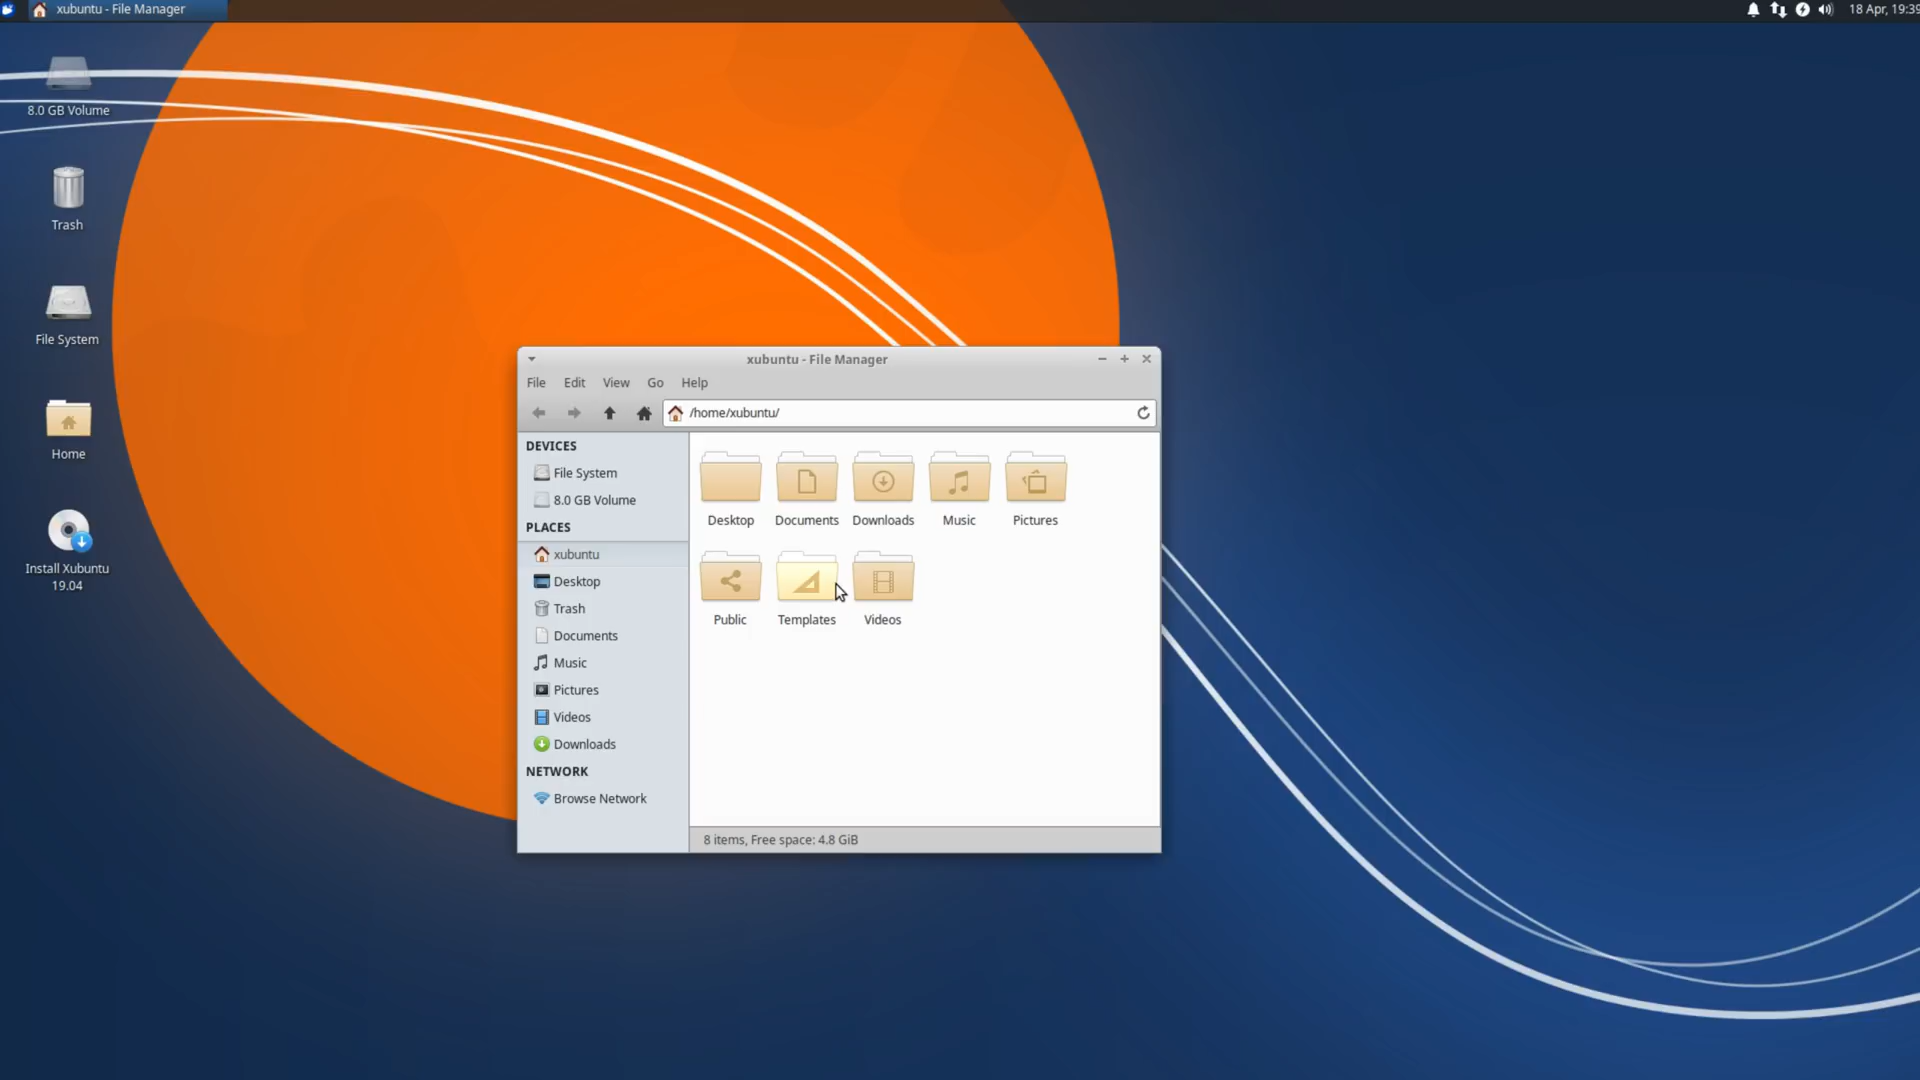 xubuntu - File Manager
18 Apr, 19:39
8.0 GB Volume
Trash
File System
Home
Install Xubuntu
19.04
xubuntu - File Manager
File Edit View Go Help
/home/xubuntu/
DEVICES
File System
8.0 GB Volume
PLACES
xubuntu
Desktop
Trash
Documents
Music
Pictures
Videos
Downloads
NETWORK
Browse Network
Desktop Documents Downloads Music Pictures
Public Templates Videos
8 items, Free space: 4.8 GiB